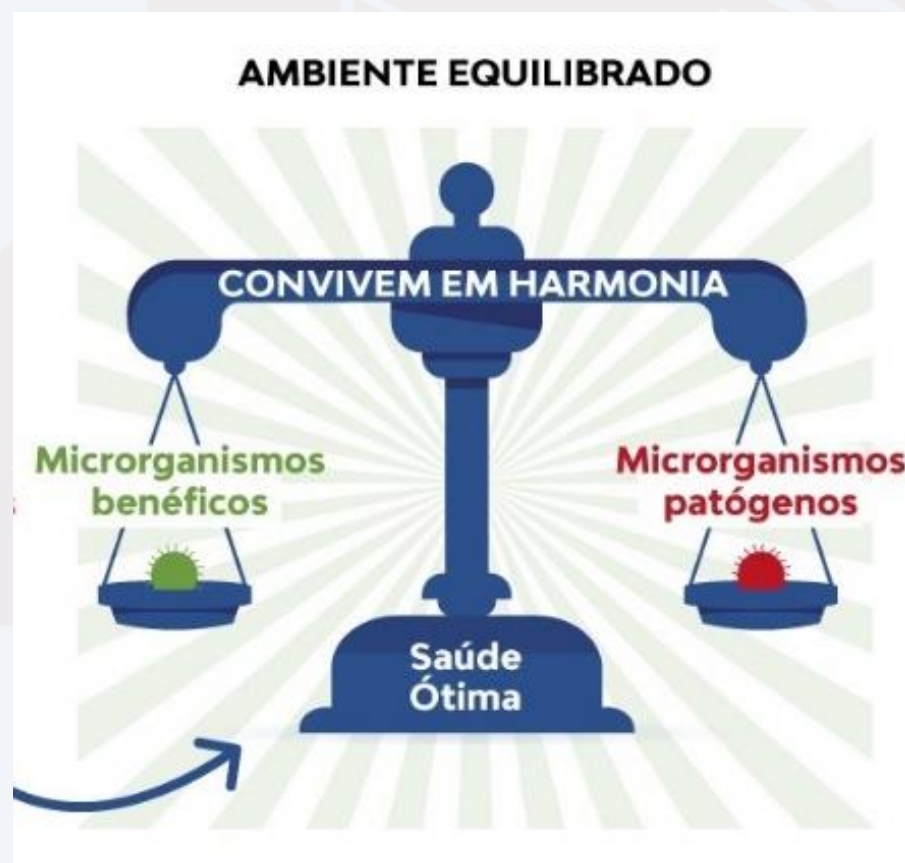 AMBIENTE EQUILIBRADO
CONVIVEM EM HARMONIA
Microrganismos
benéficos
Microrganismos
patógenos
Saúde
Ótima